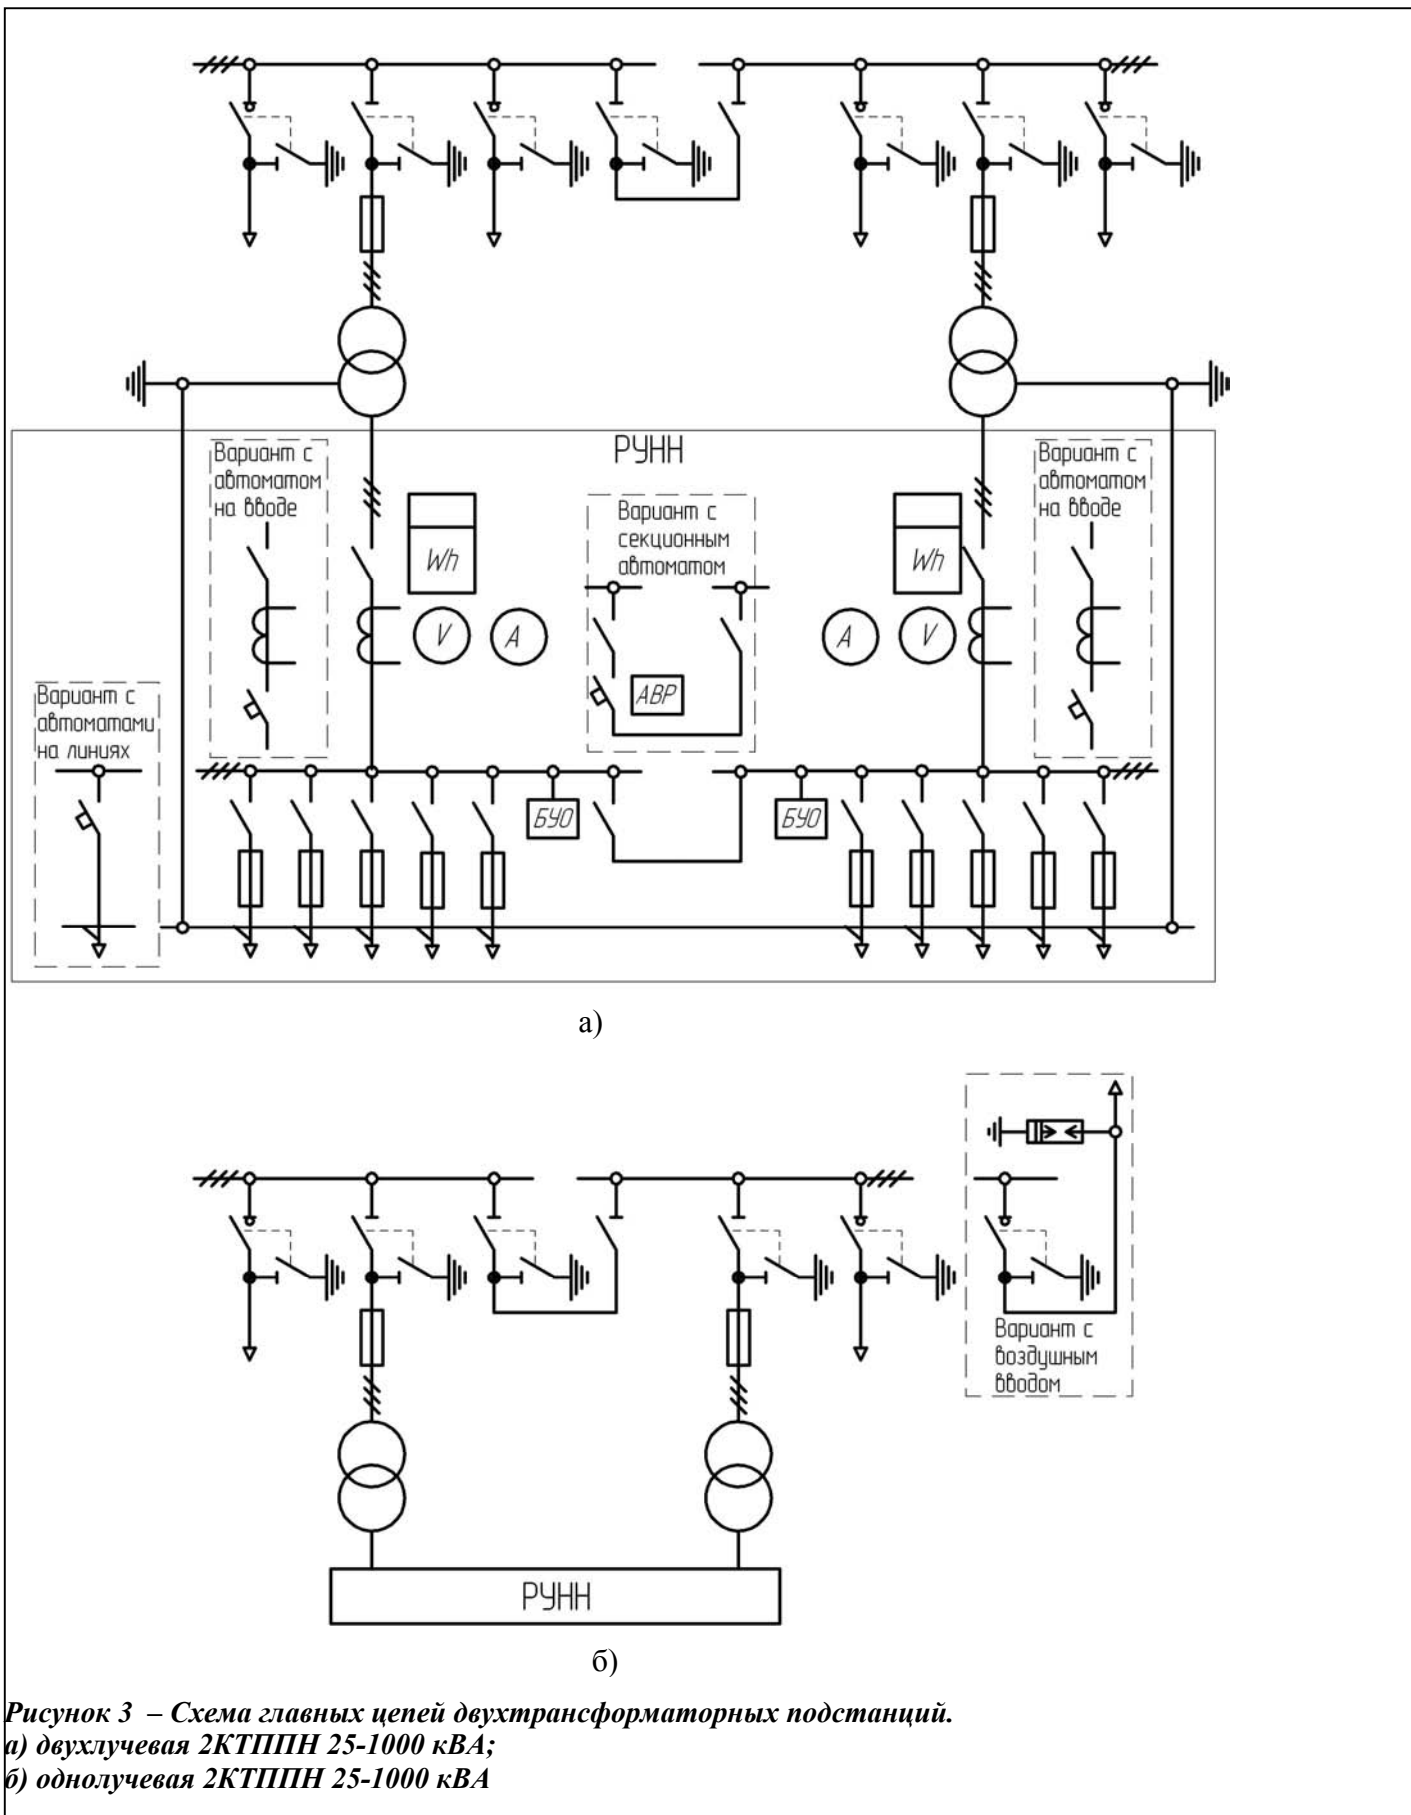 РУНН
Вариант с
автоматом
на вводе
Вариант с
автоматом
на вводе
Вариант с
секционным
автоматом
Wh
Wh
V
A
A
V
АВР
Вариант с
автоматами
на линиях
БУО
БУО
а)
Вариант с
воздушным
вводом
РУНН
б)
Рисунок 3 – Схема главных цепей двухтрансформаторных подстанций.
а) двухлучевая 2КТППН 25-1000 кВА;
б) однолучевая 2КТППН 25-1000 кВА